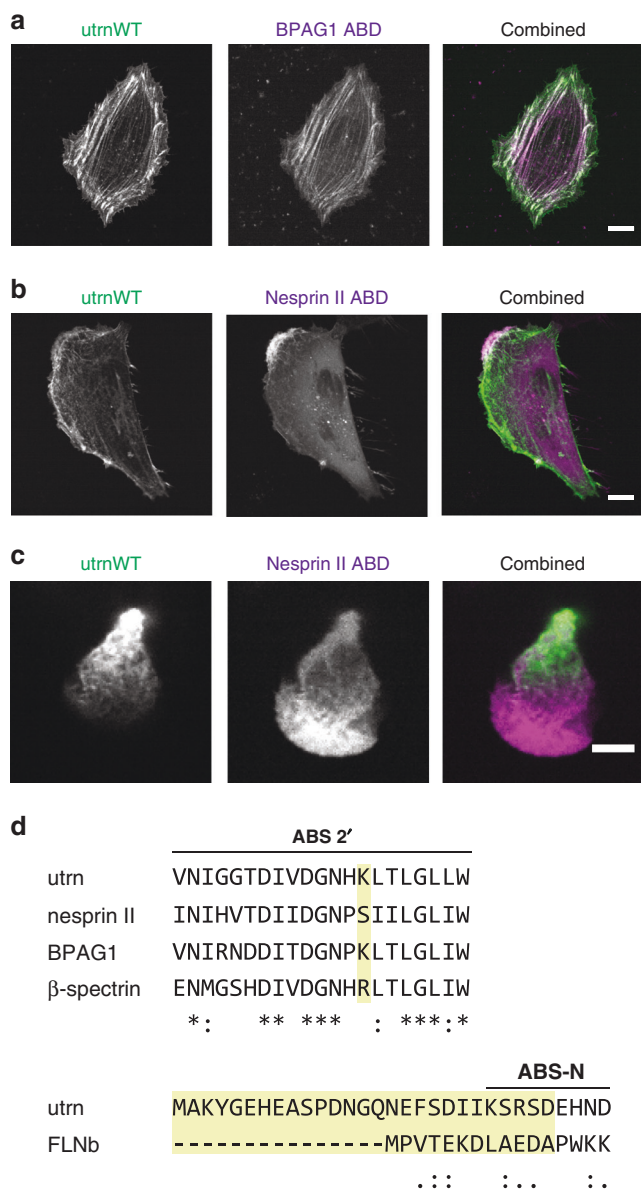 a
utrnWT BPAG1 ABD Combined
b
utrnWT Nesprin II ABD Combined
c
utrnWT Nesprin II ABD Combined
d
ABS 2′
utrn VNIGGTDIVDGNHKLTLGLLW
nesprin II INIHVTDIIDGNPSIILGLIW
BPAG1 VNIRNDDITDGNPKLTLGLIW
β-spectrin ENMGSHDIVDGNHRLTLGLIW
*: ** *** : ***:*
ABS-N
utrn MAKYGEHEASPDNGQNEFSDIIKSRSDEHND
FLNb ---------------MPVTEKDLAEDAPWKK
.:: :.. :.